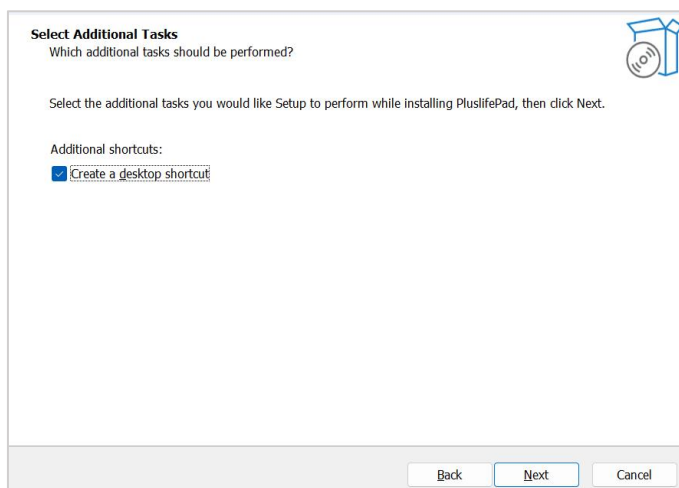 Select Additional Tasks
Which additional tasks should be performed?
Select the additional tasks you would like Setup to perform while installing PluslifePad, then click Next.
Additional shortcuts:
Create a desktop shortcut
Back Next Cancel